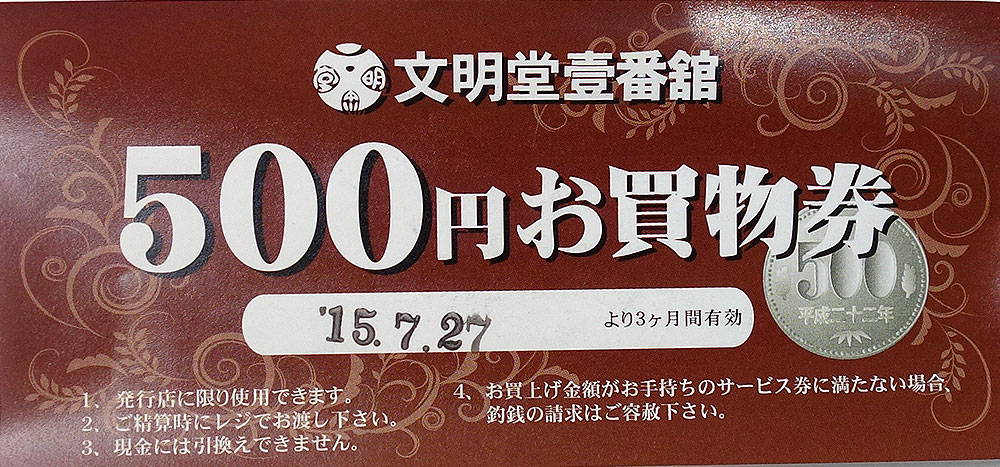 文明堂壹番舘
500円お買物券
500
平成二十二年
'15.7.27 より3ヶ月間有効
1、発行店に限り使用できます。
2、ご精算時にレジでお渡し下さい。
3、現金には引換えできません。
4、お買上げ金額がお手持ちのサービス券に満たない場合、
釣銭の請求はご容赦下さい。